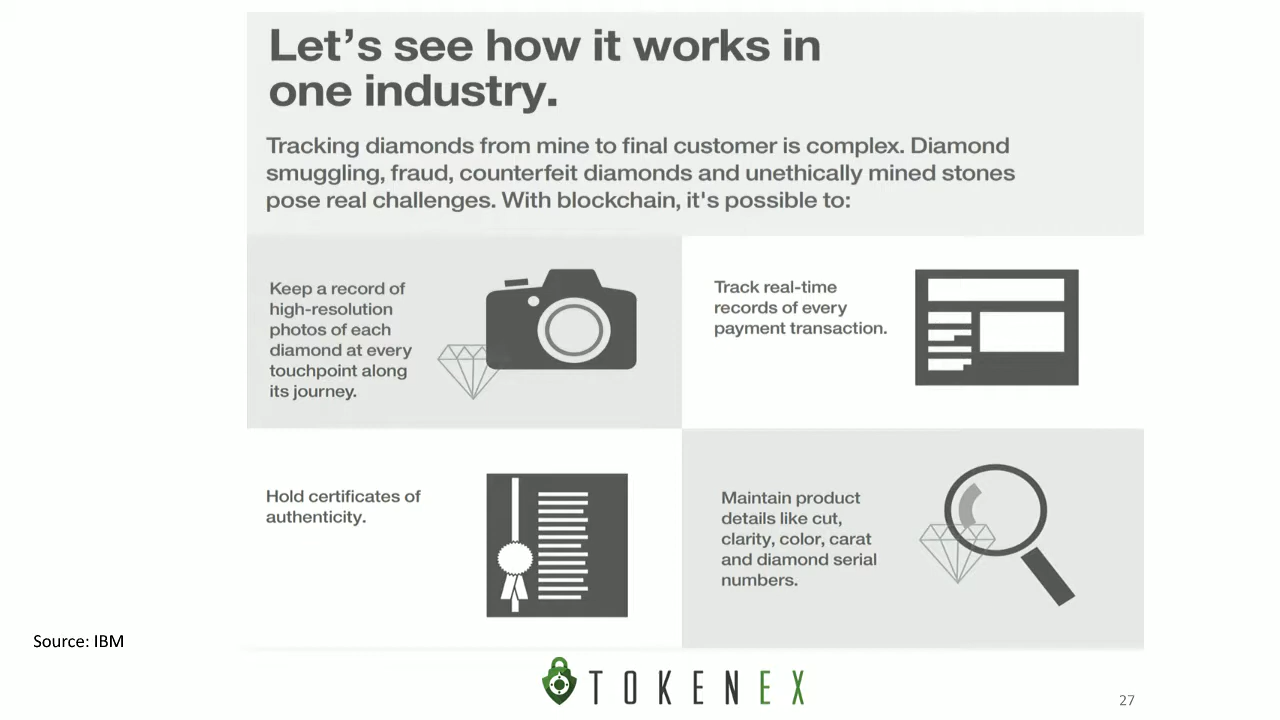 Let’s see how it works in
one industry.
Tracking diamonds from mine to final customer is complex. Diamond
smuggling, fraud, counterfeit diamonds and unethically mined stones
pose real challenges. With blockchain, it's possible to:
Keep a record of
high-resolution
photos of each
diamond at every
touchpoint along
its journey.
Track real-time
records of every
payment transaction.
Hold certificates of
authenticity.
Maintain product
details like cut,
clarity, color, carat
and diamond serial
numbers.
Source: IBM
TOKENEX
27